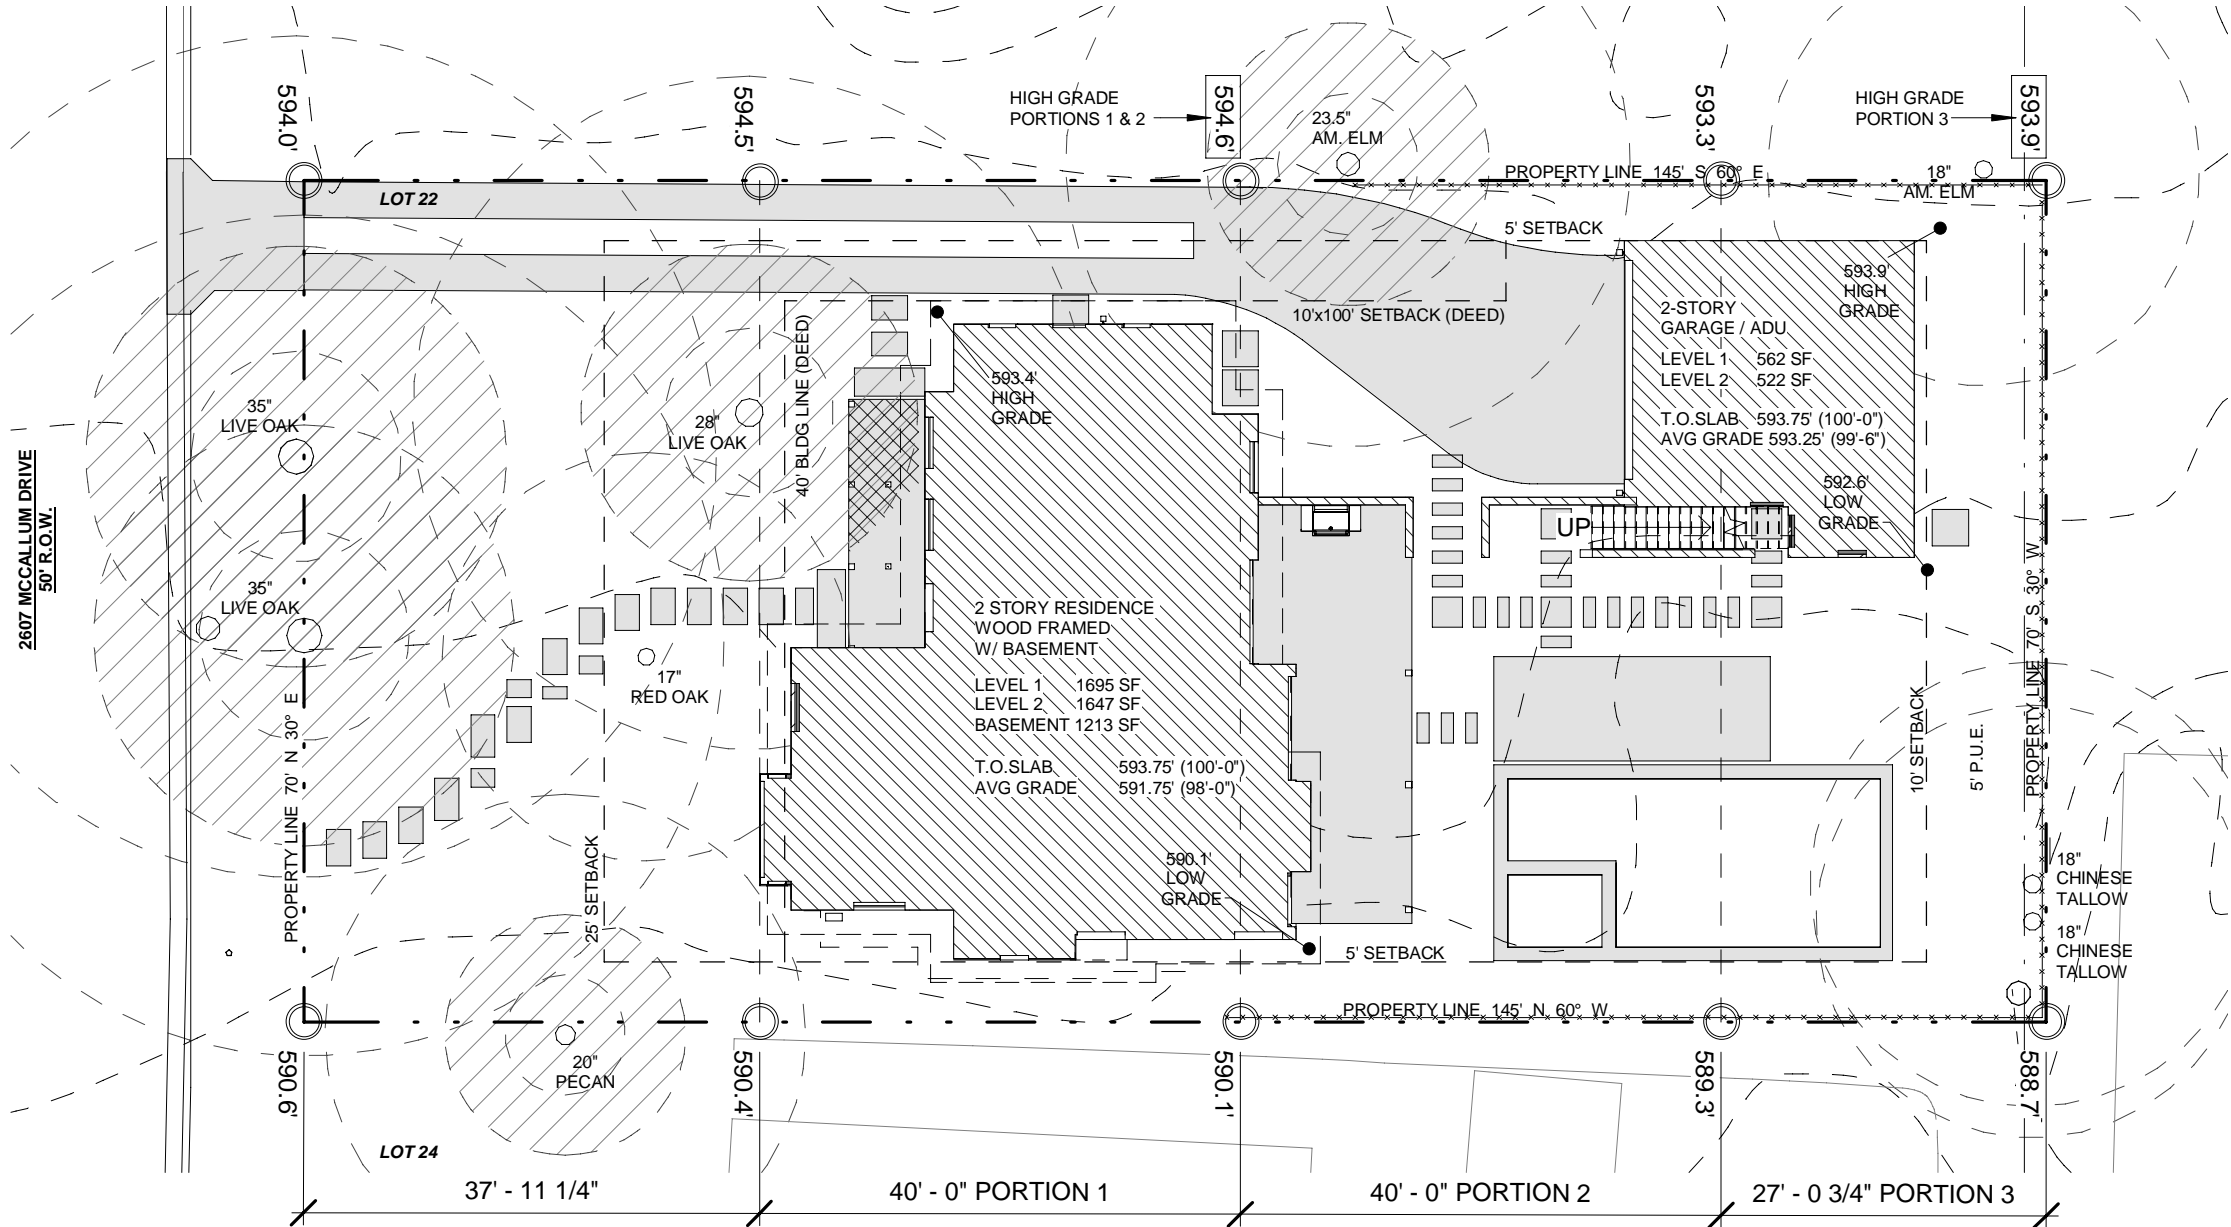 594.0'
594.5'
HIGH GRADE
PORTIONS 1 & 2
594.6'
23.5"
AM. ELM
593.3'
HIGH GRADE
PORTION 3
593.9'
PROPERTY LINE 145' S 60° E
18"
AM. ELM
LOT 22
5' SETBACK
593.9'
HIGH
GRADE
2-STORY
GARAGE / ADU
LEVEL 1 562 SF
LEVEL 2 522 SF
T.O.SLAB 593.75' (100'-0")
AVG GRADE 593.25' (99'-6")
10'x100' SETBACK (DEED)
40' BLDG LINE (DEED)
593.4'
HIGH
GRADE
35"
LIVE OAK
28"
LIVE OAK
592.6'
LOW
GRADE
UP
2607 MCCALLUM DRIVE
50' R.O.W.
35"
LIVE OAK
2 STORY RESIDENCE
WOOD FRAMED
W/ BASEMENT
LEVEL 1 1695 SF
LEVEL 2 1647 SF
BASEMENT 1213 SF
T.O.SLAB 593.75' (100'-0")
AVG GRADE 591.75' (98'-0")
17"
RED OAK
PROPERTY LINE 70' N 30° E
25' SETBACK
590.1'
LOW
GRADE
5' SETBACK
10' SETBACK
5' P.U.E.
PROPERTY LINE 70' S 30° W
18"
CHINESE
TALLOW
18"
CHINESE
TALLOW
PROPERTY LINE 145' N 60° W
20"
PECAN
590.6'
590.4'
590.1'
589.3'
588.7'
LOT 24
37' - 11 1/4"
40' - 0" PORTION 1
40' - 0" PORTION 2
27' - 0 3/4" PORTION 3